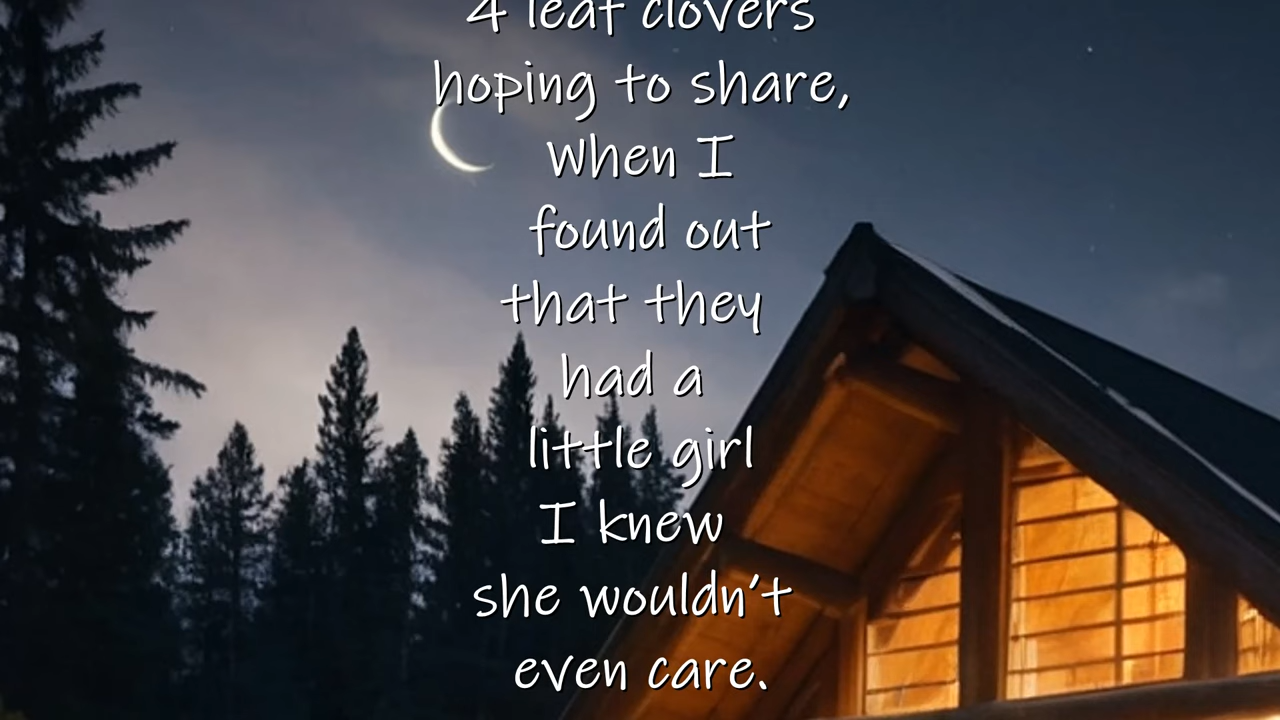 4 leaf clovers
hoping to share,
When I
found out
that they
had a
little girl
I knew
she wouldn't
even care.